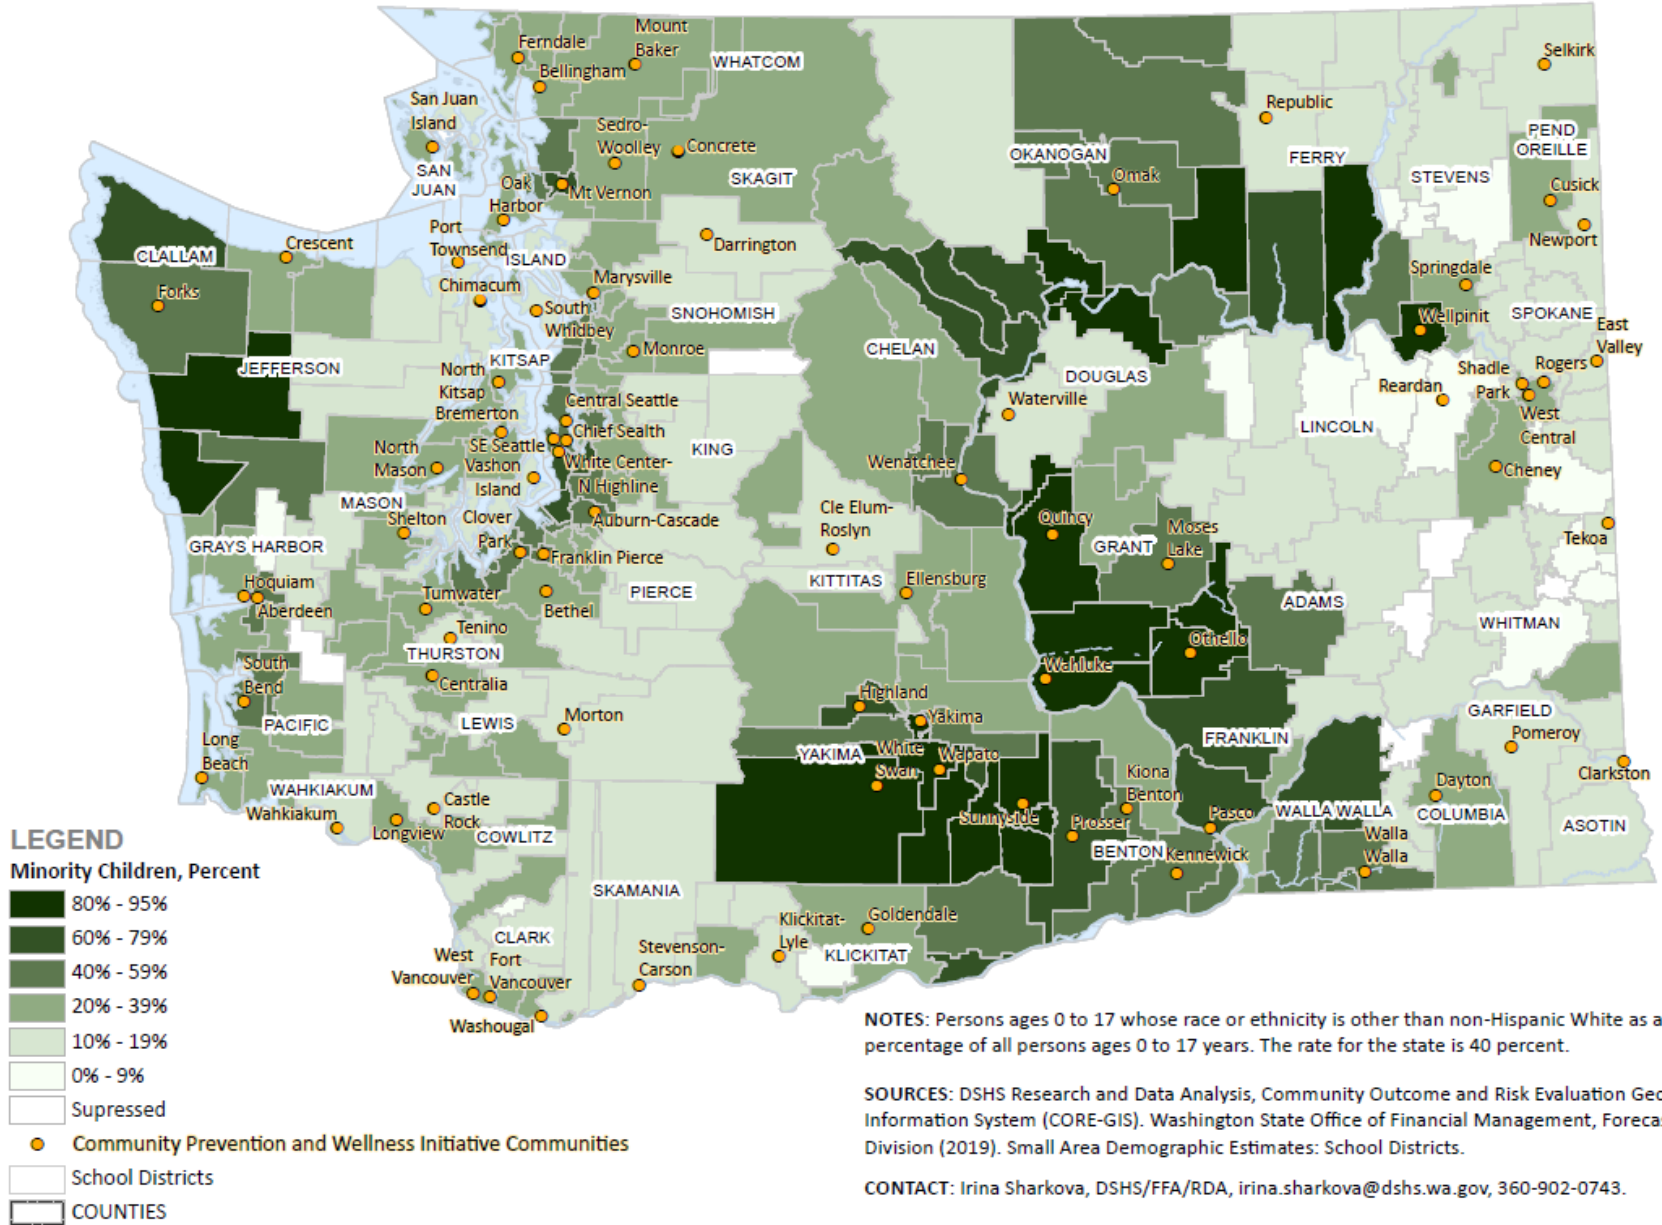 Ferndale
Mount
Baker
WHATCOM
Bellingham
San Juan
Island
SAN
JUAN
Sedro-
Woolley
Concrete
SKAGIT
Oak
Harbor
Mt Vernon
Port
Townsend
ISLAND
Darrington
Crescent
CLALLAM
Forks
Chimacum
Marysville
South
Whidbey
SNOHOMISH
Monroe
JEFFERSON
KITSAP
North
Kitsap
Bremerton
Central Seattle
SE Seattle
Chief Sealth
White Center-
N Highline
KING
North
Mason
Vashon
Island
MASON
Shelton
Clover
Park
Auburn-Cascade
Franklin Pierce
GRAYS HARBOR
Hoquiam
Aberdeen
Tumwater
Bethel
PIERCE
Tenino
THURSTON
Centralia
South
Bend
PACIFIC
LEWIS
Morton
Long
Beach
WAHKIAKUM
Wahkiakum
Castle
Rock
Longview
COWLITZ
SKAMANIA
CLARK
West
Vancouver
Fort
Vancouver
Washougal
Stevenson-
Carson
Klickitat-
Lyle
Goldendale
KLICKITAT
OKANOGAN
Omak
Republic
FERRY
Selkirk
PEND
OREILLE
STEVENS
Cusick
Newport
Springdale
Wellpinit
SPOKANE
East
Valley
Rogers
Shadle
Park
West
Central
Reardan
LINCOLN
Cheney
CHELAN
DOUGLAS
Waterville
Wenatchee
Cle Elum-
Roslyn
KITTITAS
Ellensburg
Quincy
GRANT
Moses
Lake
ADAMS
Othello
Wahluke
Tekoa
WHITMAN
Highland
Yakima
YAKIMA
White
Swan
Wapato
Sunnyside
Prosser
Kiona
Benton
BENTON
Kennewick
FRANKLIN
Pasco
WALLA WALLA
Walla
Walla
GARFIELD
Pomeroy
Dayton
COLUMBIA
Clarkston
ASOTIN
LEGEND
Minority Children, Percent
80% - 95%
60% - 79%
40% - 59%
20% - 39%
10% - 19%
0% - 9%
Supressed
Community Prevention and Wellness Initiative Communities
School Districts
COUNTIES
NOTES: Persons ages 0 to 17 whose race or ethnicity is other than non-Hispanic White as a
percentage of all persons ages 0 to 17 years. The rate for the state is 40 percent.
SOURCES: DSHS Research and Data Analysis, Community Outcome and Risk Evaluation Geo
Information System (CORE-GIS). Washington State Office of Financial Management, Foreca
Division (2019). Small Area Demographic Estimates: School Districts.
CONTACT: Irina Sharkova, DSHS/FFA/RDA, irina.sharkova@dshs.wa.gov, 360-902-0743.